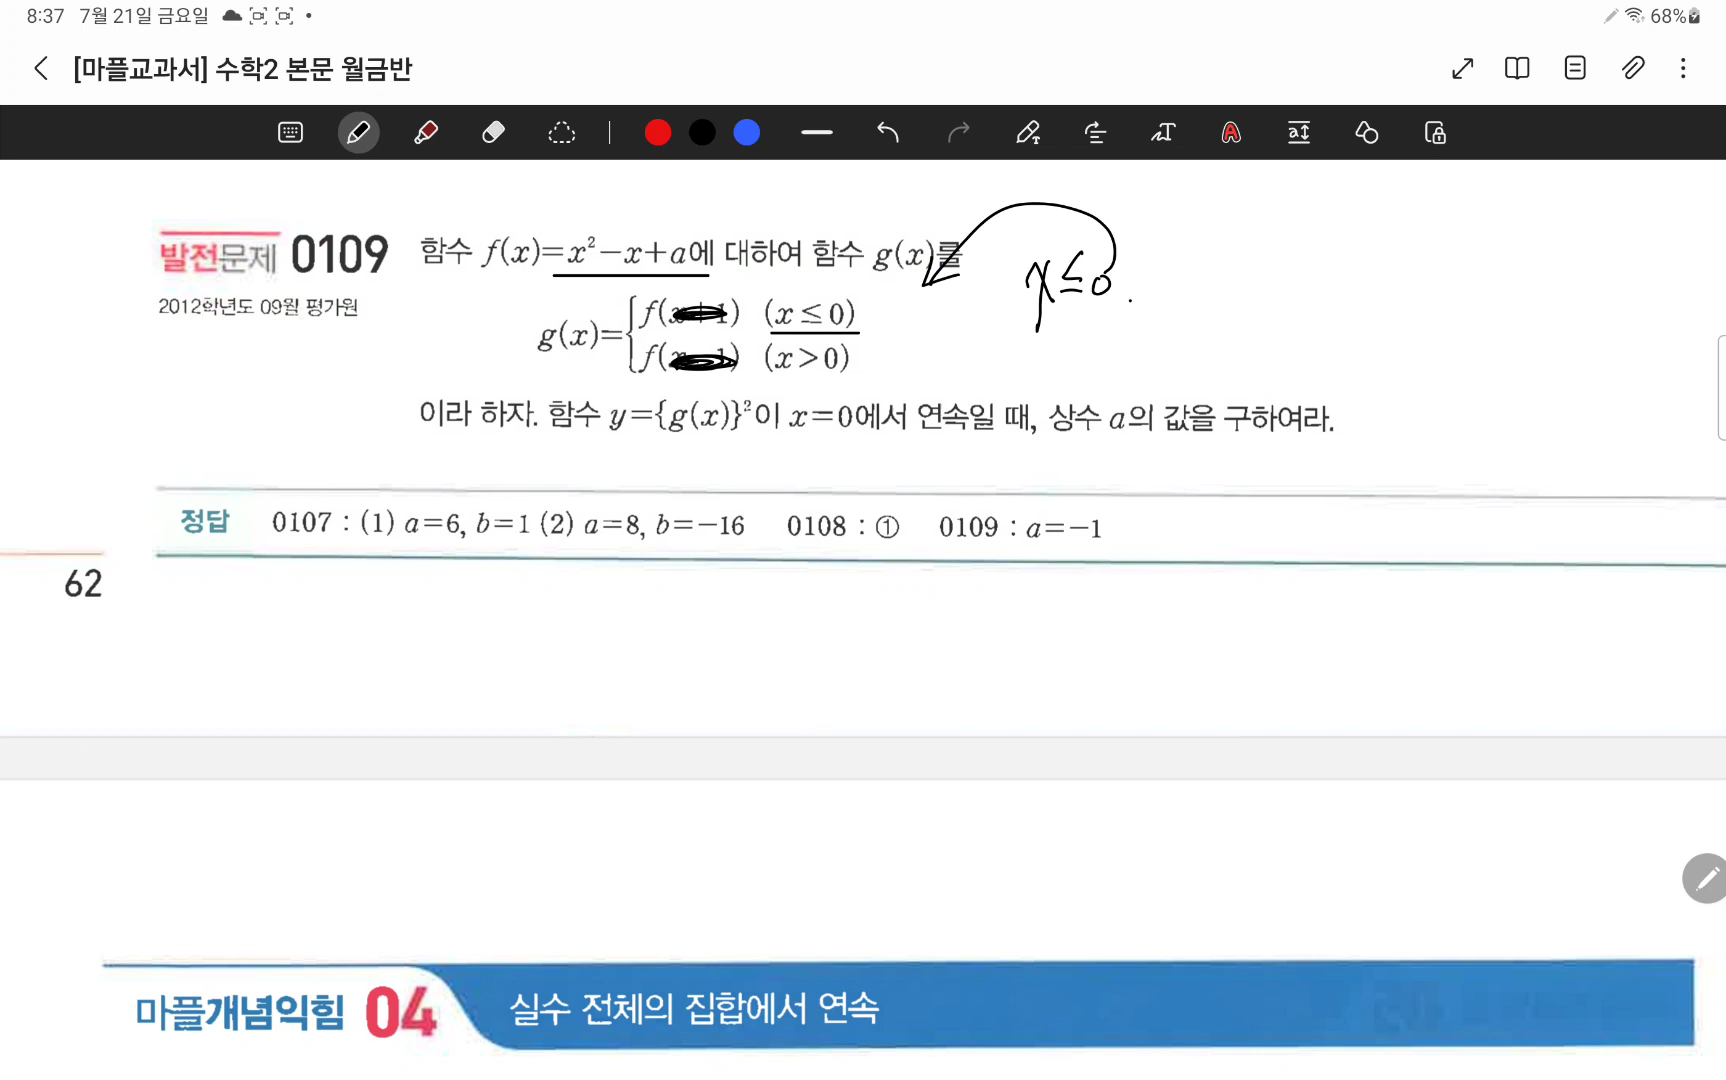 8:37 7월 21일 금요일 68%
[마플교과서] 수학2 본문 월금반
발전문제 0109 함수 f(x)=x²−x+a에 대하여 함수 g(x)를
x≤0.
2012학년도 09월 평가원
g(x)={f(x+1) (x≤0)
f(x−1) (x>0)
이라 하자. 함수 y={g(x)}²이 x=0에서 연속일 때, 상수 a의 값을 구하여라.
정답 0107 : (1) a=6, b=1 (2) a=8, b=−16 0108 : ① 0109 : a=−1
62
마플개념익힘 04 실수 전체의 집합에서 연속